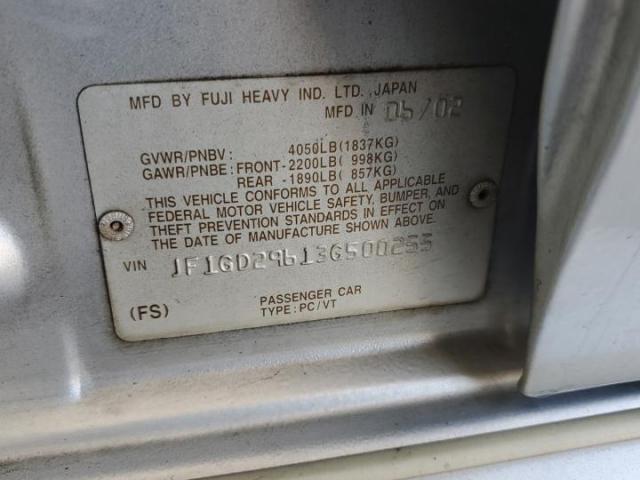 MFD BY FUJI HEAVY IND. LTD. JAPAN
MFD IN 06/02
GVWR/PNBV: 4050LB(1837KG)
GAWR/PNBE: FRONT-2200LB( 998KG)
REAR -1890LB( 857KG)
THIS VEHICLE CONFORMS TO ALL APPLICABLE
FEDERAL MOTOR VEHICLE SAFETY, BUMPER, AND
THEFT PREVENTION STANDARDS IN EFFECT ON
THE DATE OF MANUFACTURE SHOWN ABOVE.
VIN JF1GD29613G500255
(FS)
PASSENGER CAR
TYPE:PC/VT